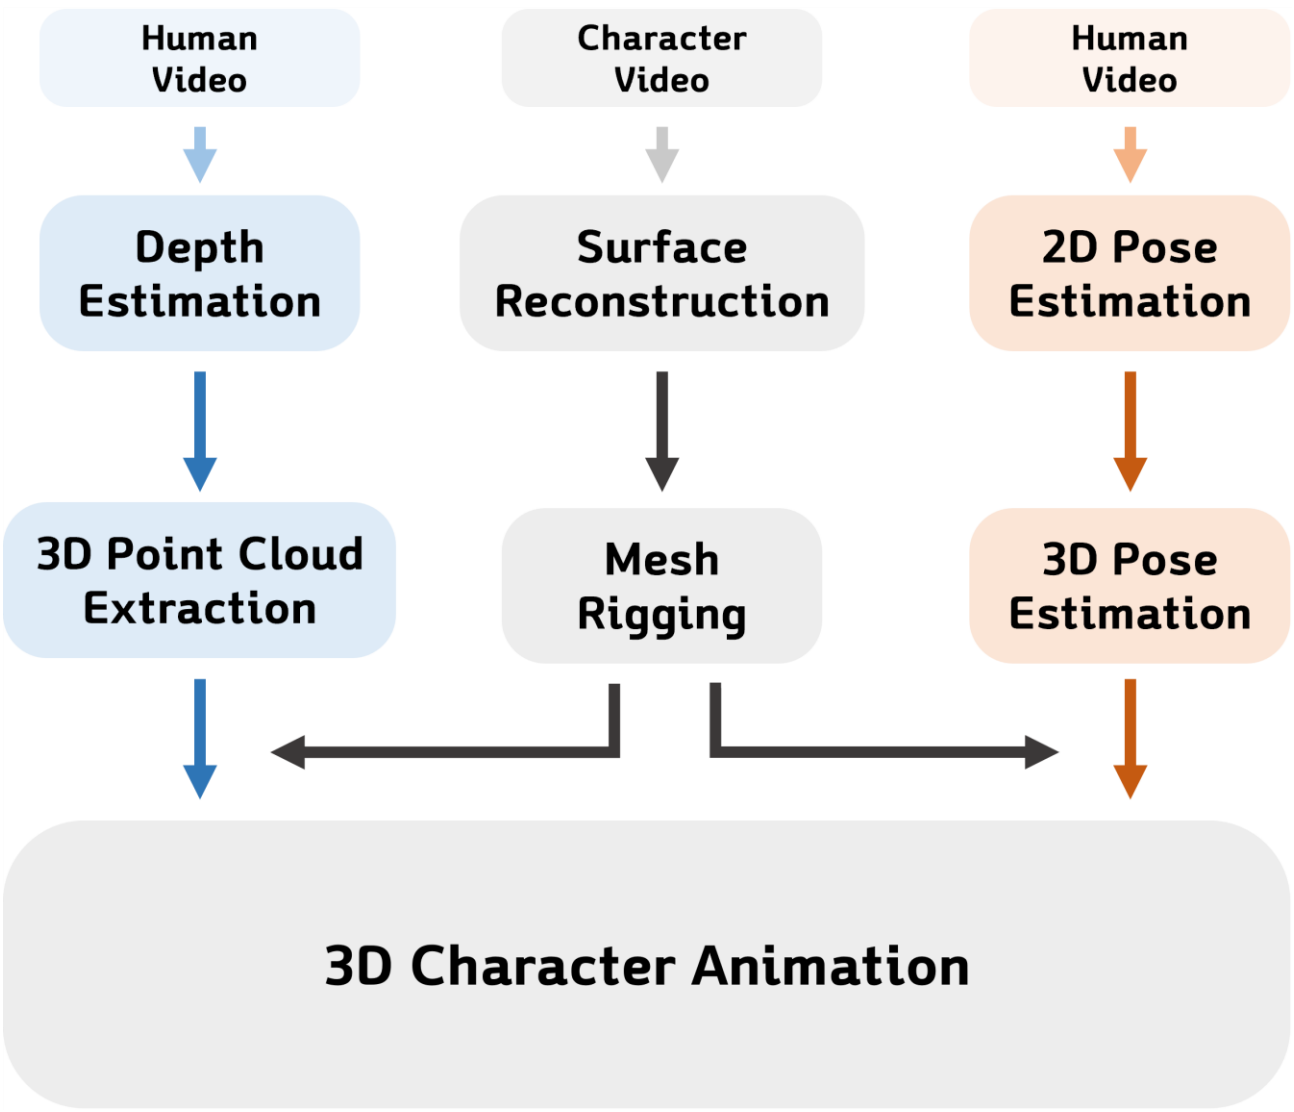 Human
Video
Character
Video
Human
Video
Depth
Estimation
Surface
Reconstruction
2D Pose
Estimation
3D Point Cloud
Extraction
Mesh
Rigging
3D Pose
Estimation
3D Character Animation